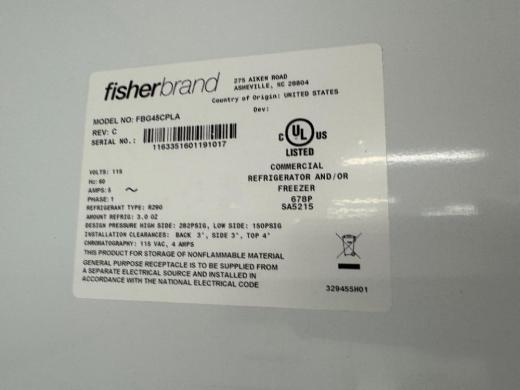 fisherbrand
275 AIKEN ROAD
ASHEVILLE, NC 28804
Country of Origin: UNITED STATES
Dev:
MODEL NO: FBG45CPLA
REV: C
SERIAL NO.:
1163351601191017
C UL US
LISTED
COMMERCIAL
REFRIGERATOR AND/OR
FREEZER
678P
SA5215
VOLTS: 115
Hz: 60
AMPS: 5 ~
PHASE: 1
REFRIGERANT TYPE: R290
AMOUNT REFRIG: 3.0 OZ
DESIGN PRESSURE HIGH SIDE: 282PSIG, LOW SIDE: 150PSIG
INSTALLATION CLEARANCES: BACK 3", SIDE 3", TOP 4"
CHROMATOGRAPHY: 115 VAC, 4 AMPS
THIS PRODUCT FOR STORAGE OF NONFLAMMABLE MATERIAL
GENERAL PURPOSE RECEPTACLE IS TO BE SUPPLIED FROM
A SEPARATE ELECTRICAL SOURCE AND INSTALLED IN
ACCORDANCE WITH THE NATIONAL ELECTRICAL CODE
329455H01